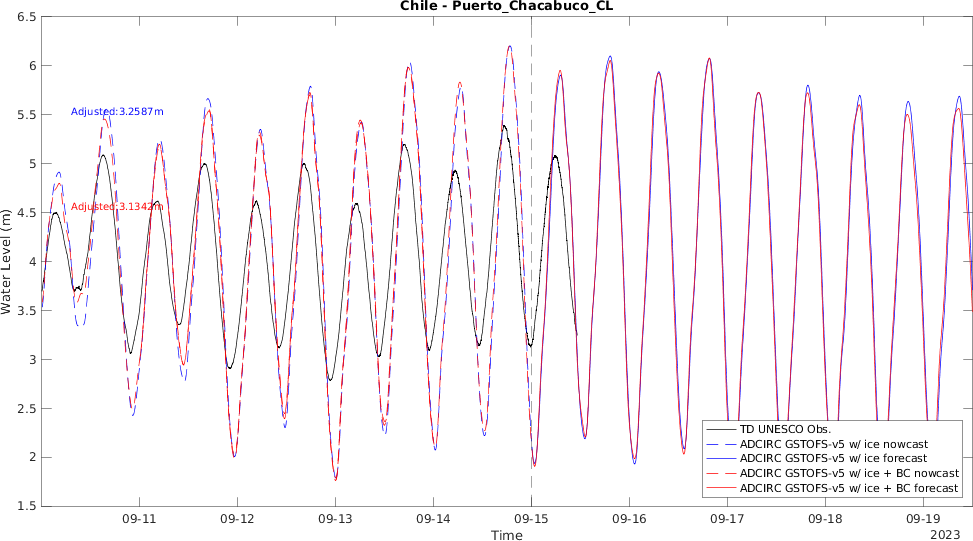 Chile - Puerto_Chacabuco_CL
6.5
6
5.5
5
4.5
4
3.5
3
2.5
2
1.5
Water Level (m)
Adjusted:3.2587m
Adjusted:3.1342m
TD UNESCO Obs.
ADCIRC GSTOFS-v5 w/ ice nowcast
ADCIRC GSTOFS-v5 w/ ice forecast
ADCIRC GSTOFS-v5 w/ ice + BC nowcast
ADCIRC GSTOFS-v5 w/ ice + BC forecast
09-11 09-12 09-13 09-14 09-15 09-16 09-17 09-18 09-19
Time
2023